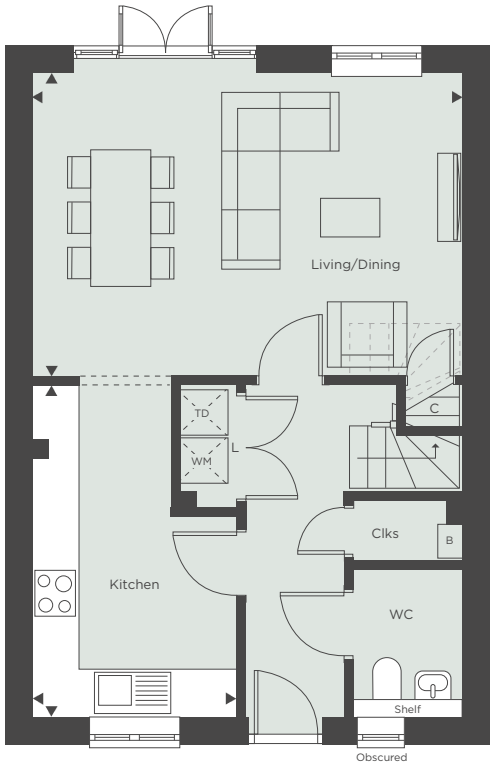 Living/Dining
TD
C
L
WM
Clks
B
Kitchen
WC
Shelf
Obscured